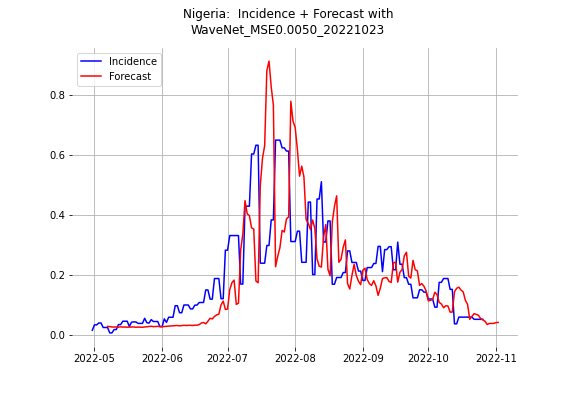 Nigeria:  Incidence + Forecast with
WaveNet_MSE0.0050_20221023
Incidence
Forecast
0.8
0.6
0.4
0.2
0.0
2022-05 2022-06 2022-07 2022-08 2022-09 2022-10 2022-11